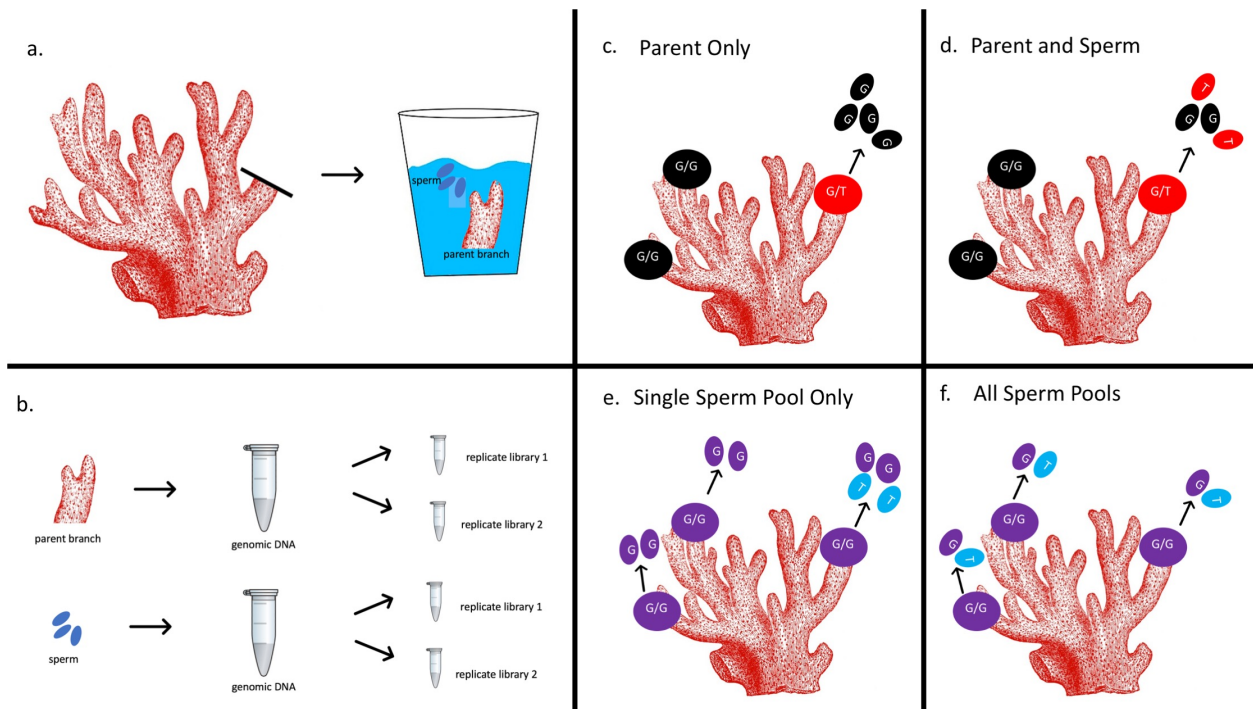 a.
sperm
parent branch
b.
parent branch
genomic DNA
replicate library 1
replicate library 2
sperm
genomic DNA
replicate library 1
replicate library 2
c. Parent Only
G
G G
G
G/G
G/T
G/G
d. Parent and Sperm
T
G G
T
G/G
G/T
G/G
e. Single Sperm Pool Only
G G
G G
T T
G/G
G/G
G G
G/G
f. All Sperm Pools
G T
G T
G/G
G/G
G T
G/G